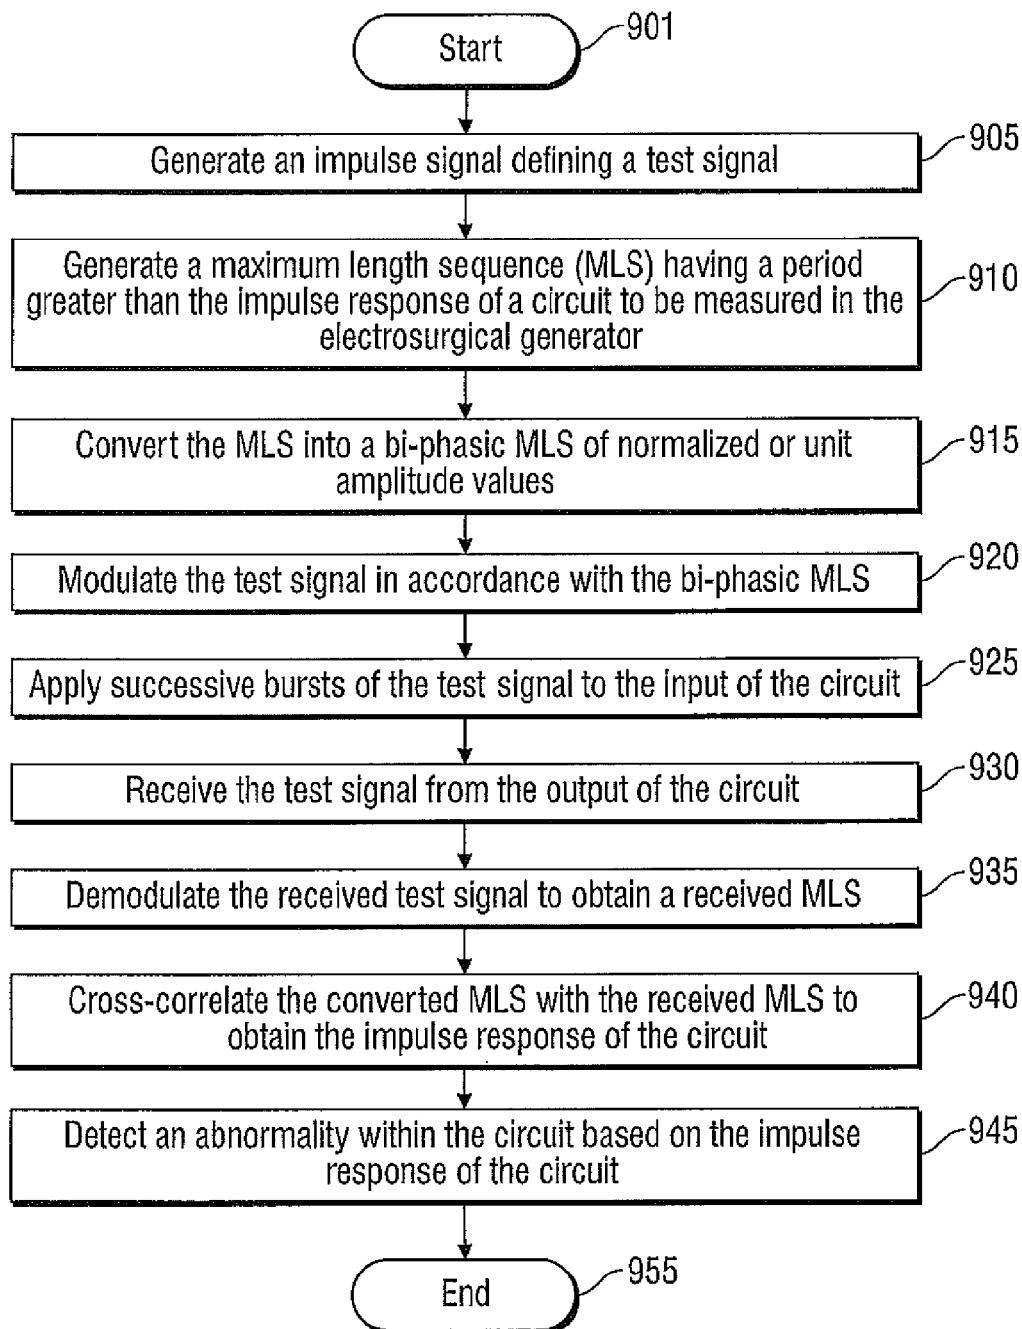 Start
901
Generate an impulse signal defining a test signal
905
Generate a maximum length sequence (MLS) having a period
greater than the impulse response of a circuit to be measured in the
electrosurgical generator
910
Convert the MLS into a bi-phasic MLS of normalized or unit
amplitude values
915
Modulate the test signal in accordance with the bi-phasic MLS
920
Apply successive bursts of the test signal to the input of the circuit
925
Receive the test signal from the output of the circuit
930
Demodulate the received test signal to obtain a received MLS
935
Cross-correlate the converted MLS with the received MLS to
obtain the impulse response of the circuit
940
Detect an abnormality within the circuit based on the impulse
response of the circuit
945
End
955